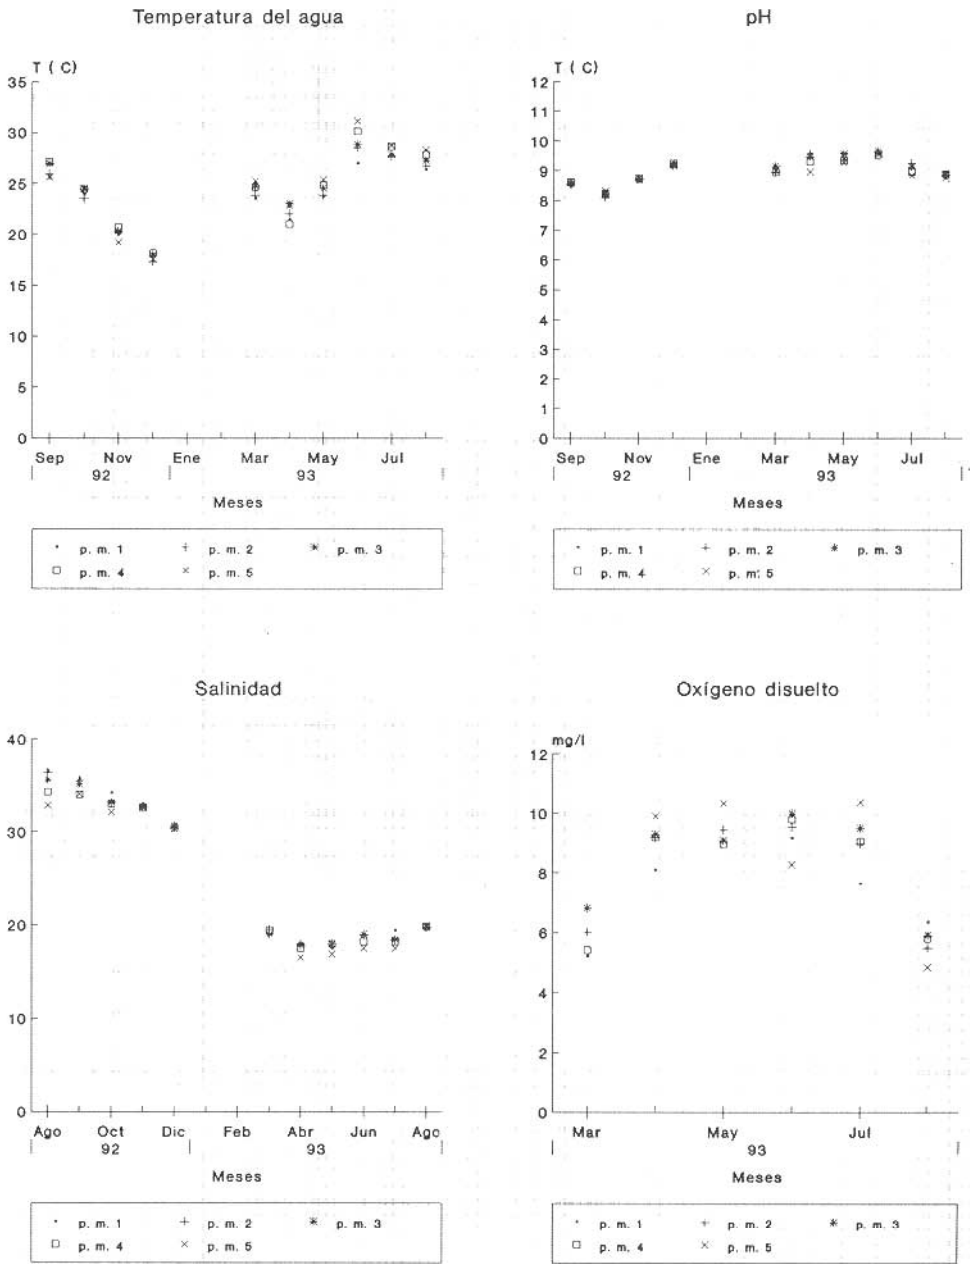 Temperatura del agua
T ( C)
35
30
25
20
15
10
5
0
Sep Nov Ene Mar May Jul
92 93
Meses
p. m. 1 p. m. 2 p. m. 3
p. m. 4 p. m. 5
pH
T ( C)
12
11
10
9
8
7
6
5
4
3
2
1
0
Sep Nov Ene Mar May Jul
92 93
Meses
p. m. 1 p. m. 2 p. m. 3
p. m. 4 p. m. 5
Salinidad
40
30
20
10
0
Ago Oct Dic Feb Abr Jun Ago
92 93
Meses
p. m. 1 p. m. 2 p. m. 3
p. m. 4 p. m. 5
Oxígeno disuelto
mg/l
12
10
8
6
4
2
0
Mar May Jul
93
Meses
p. m. 1 p. m. 2 p. m. 3
p. m. 4 p. m. 5